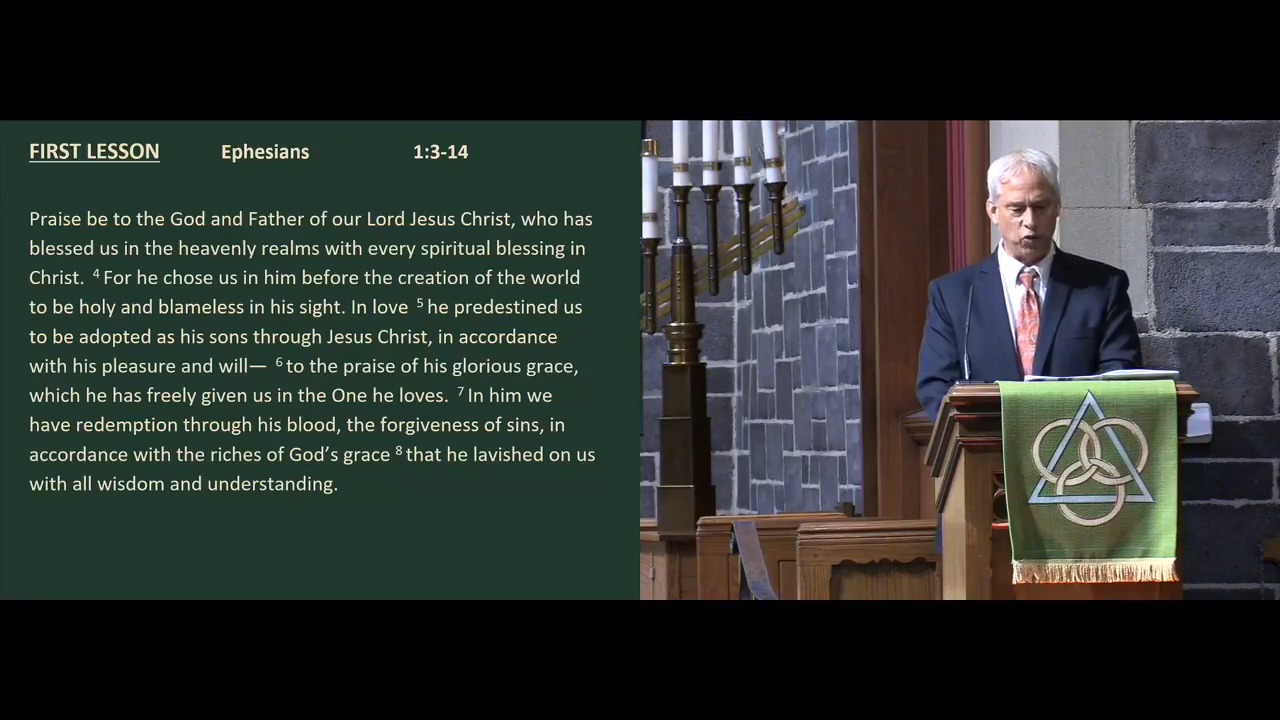 FIRST LESSON Ephesians 1:3-14
Praise be to the God and Father of our Lord Jesus Christ, who has
blessed us in the heavenly realms with every spiritual blessing in
Christ. ⁴ For he chose us in him before the creation of the world
to be holy and blameless in his sight. In love ⁵ he predestined us
to be adopted as his sons through Jesus Christ, in accordance
with his pleasure and will— ⁶ to the praise of his glorious grace,
which he has freely given us in the One he loves. ⁷ In him we
have redemption through his blood, the forgiveness of sins, in
accordance with the riches of God’s grace ⁸ that he lavished on us
with all wisdom and understanding.